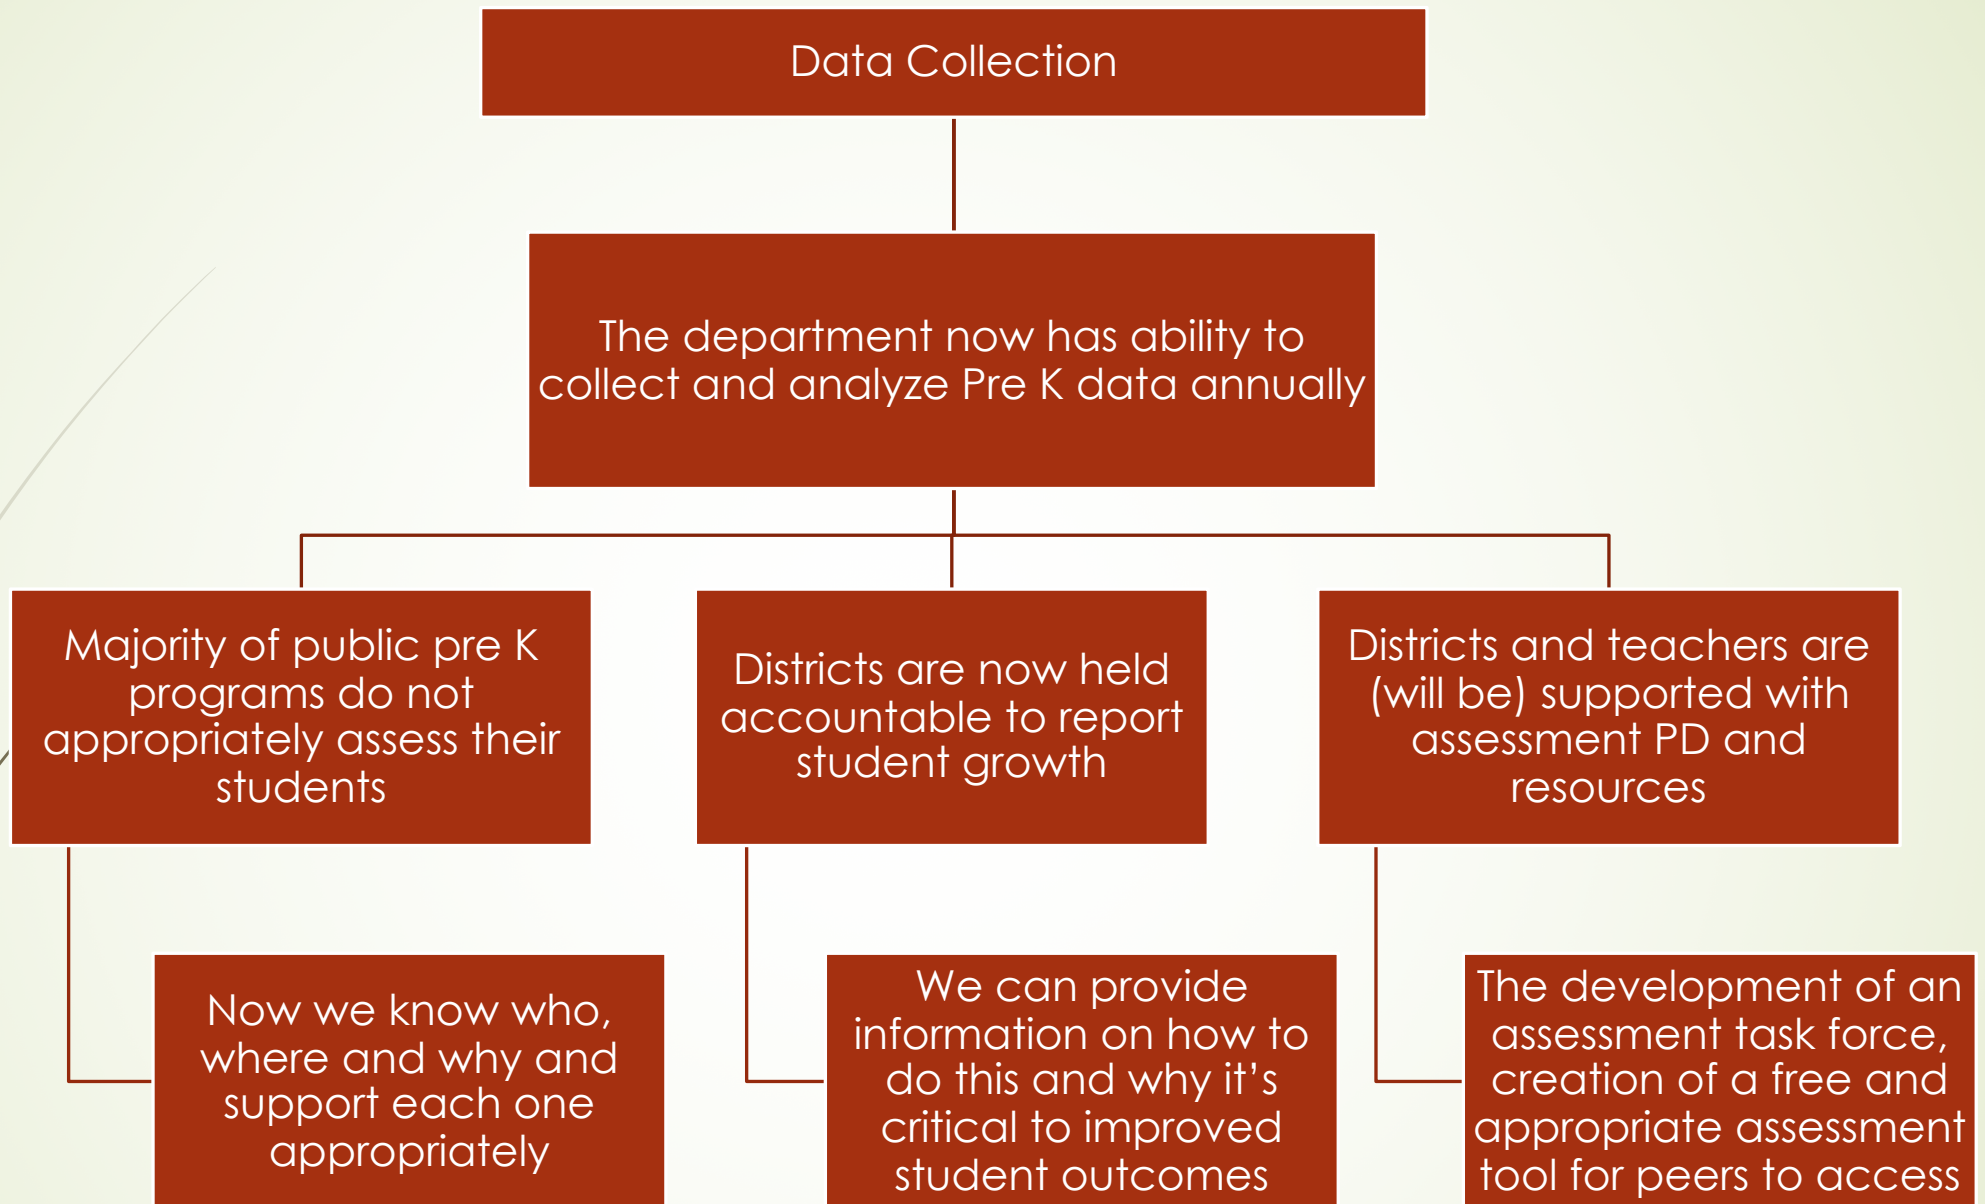 Data Collection
The department now has ability to
collect and analyze Pre K data annually
Majority of public pre K
programs do not
appropriately assess their
students
Districts are now held
accountable to report
student growth
Districts and teachers are
(will be) supported with
assessment PD and
resources
Now we know who,
where and why and
support each one
appropriately
We can provide
information on how to
do this and why it’s
critical to improved
student outcomes
The development of an
assessment task force,
creation of a free and
appropriate assessment
tool for peers to access